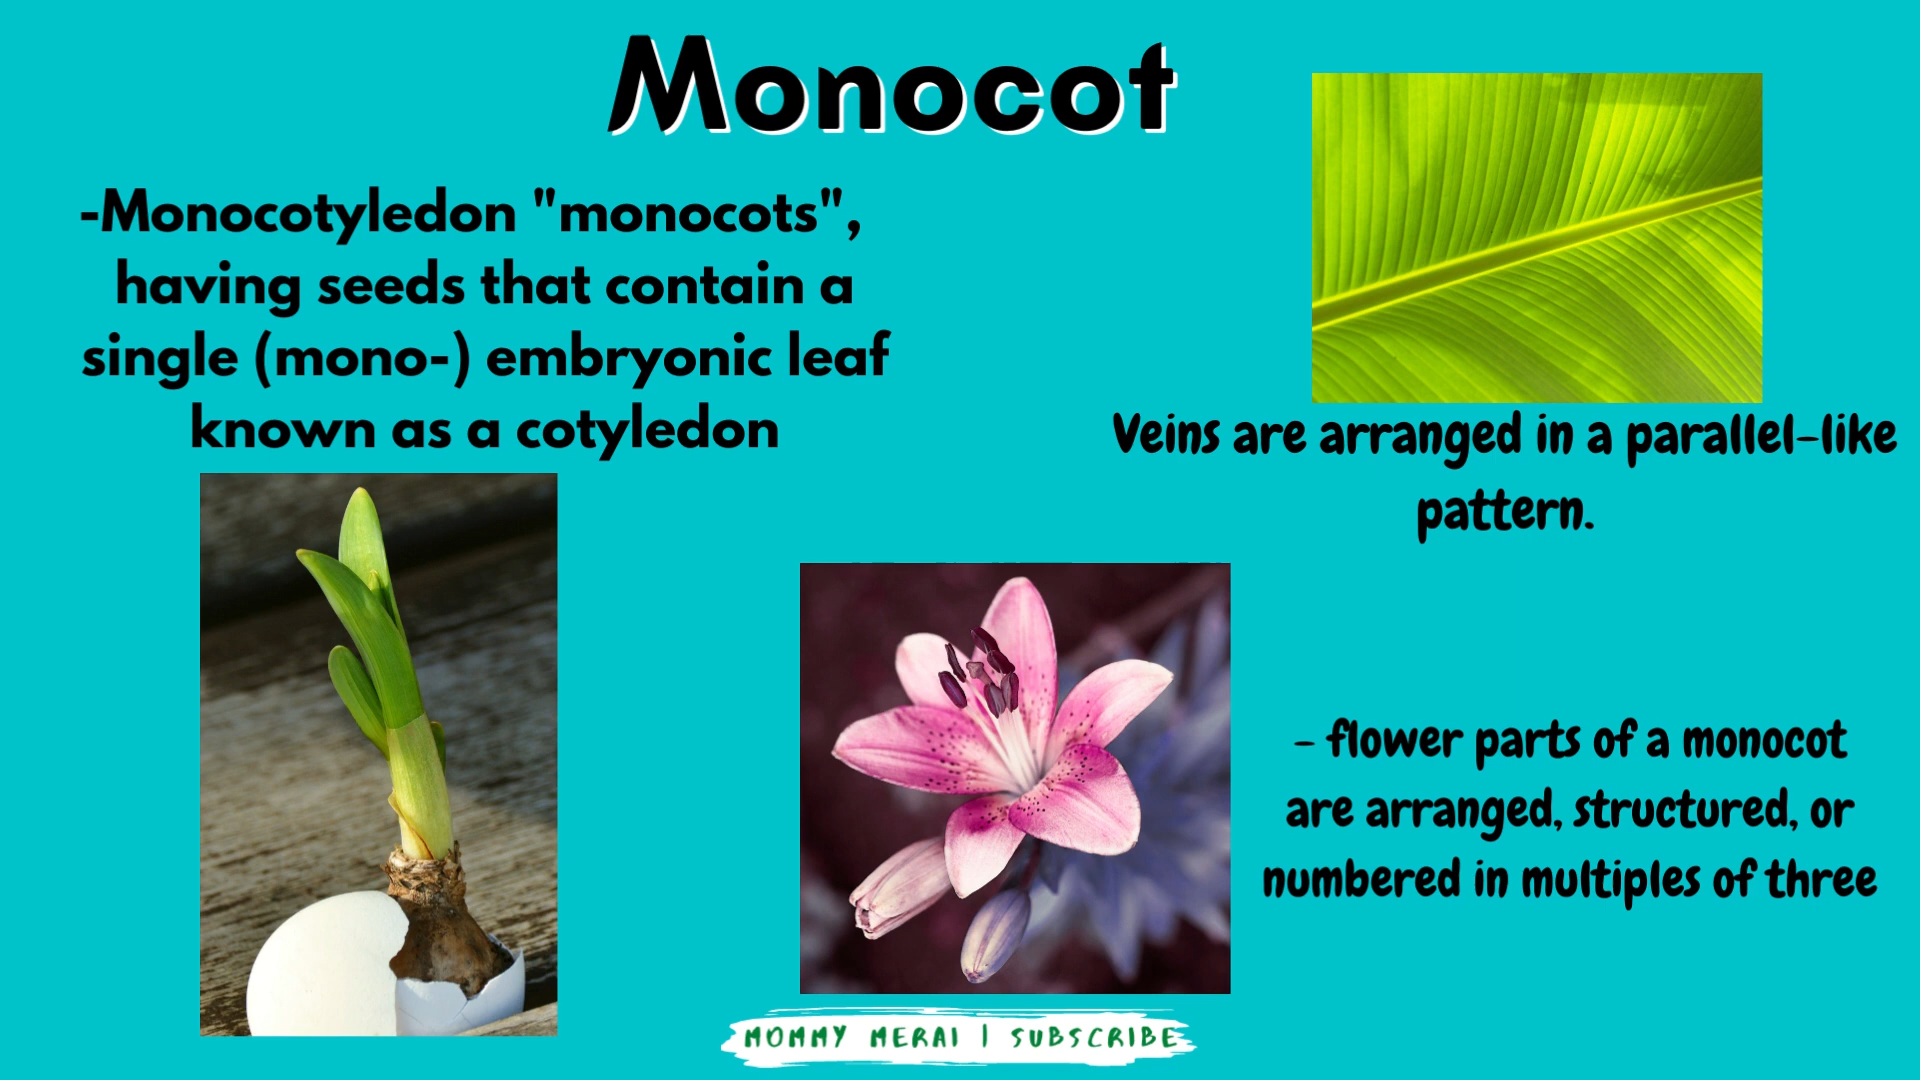 Monocot
-Monocotyledon "monocots",
having seeds that contain a
single (mono-) embryonic leaf
known as a cotyledon
Veins are arranged in a parallel-like
pattern.
- flower parts of a monocot
are arranged, structured, or
numbered in multiples of three
MOMMY MERAI | SUBSCRIBE